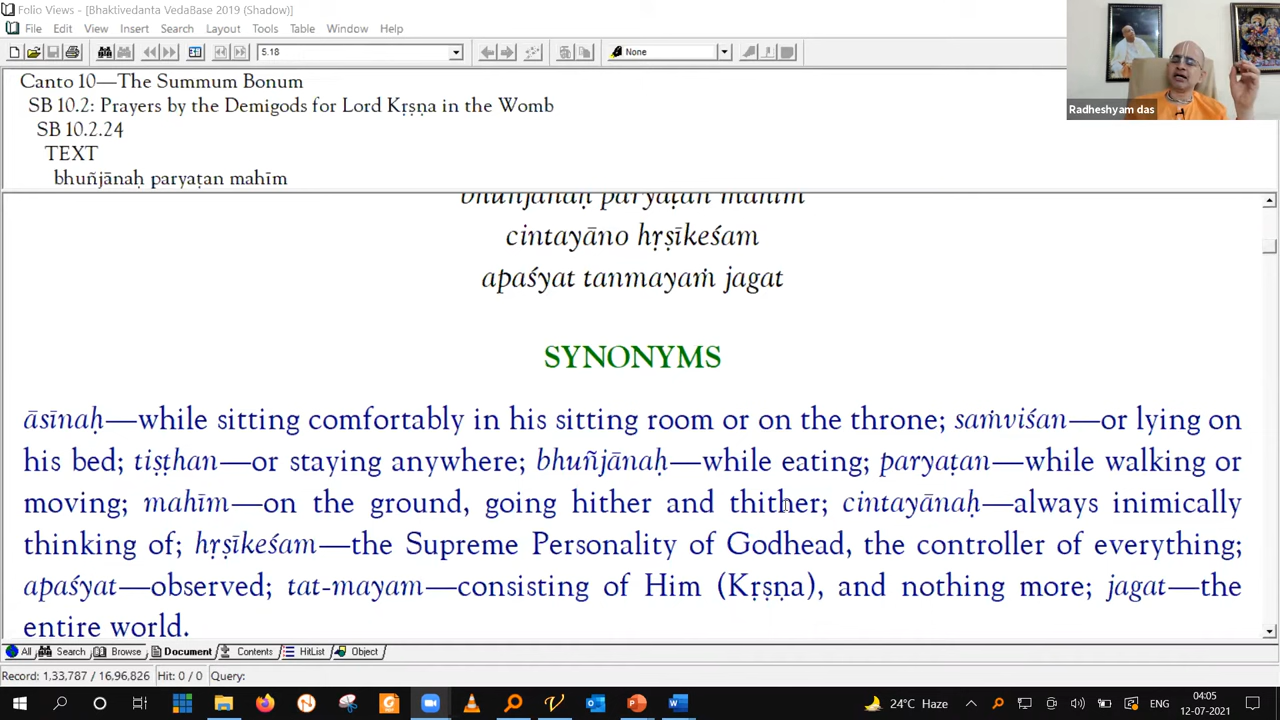 Folio Views - [Bhaktivedanta VedaBase 2019 (Shadow)]
File Edit View Insert Search Layout Tools Table Window Help
5.18 None
Canto 10—The Summum Bonum
SB 10.2: Prayers by the Demigods for Lord Kṛṣṇa in the Womb
SB 10.2.24
TEXT
bhuñjānaḥ paryaṭan mahīm
Radheshyam das
bhuñjānaḥ paryaṭan mahīm
cintayāno hṛṣīkeśam
apaśyat tanmayaṁ jagat
SYNONYMS
āsīnaḥ—while sitting comfortably in his sitting room or on the throne; saṁviśan—or lying on
his bed; tiṣṭhan—or staying anywhere; bhuñjānaḥ—while eating; paryaṭan—while walking or
moving; mahīm—on the ground, going hither and thither; cintayānaḥ—always inimically
thinking of; hṛṣīkeśam—the Supreme Personality of Godhead, the controller of everything;
apaśyat—observed; tat-mayam—consisting of Him (Kṛṣṇa), and nothing more; jagat—the
entire world.
All Search Browse Document Contents HitList Object
Record: 1,33,787 / 16,96,826 Hit: 0 / 0 Query:
24°C Haze ENG 04:05
12-07-2021